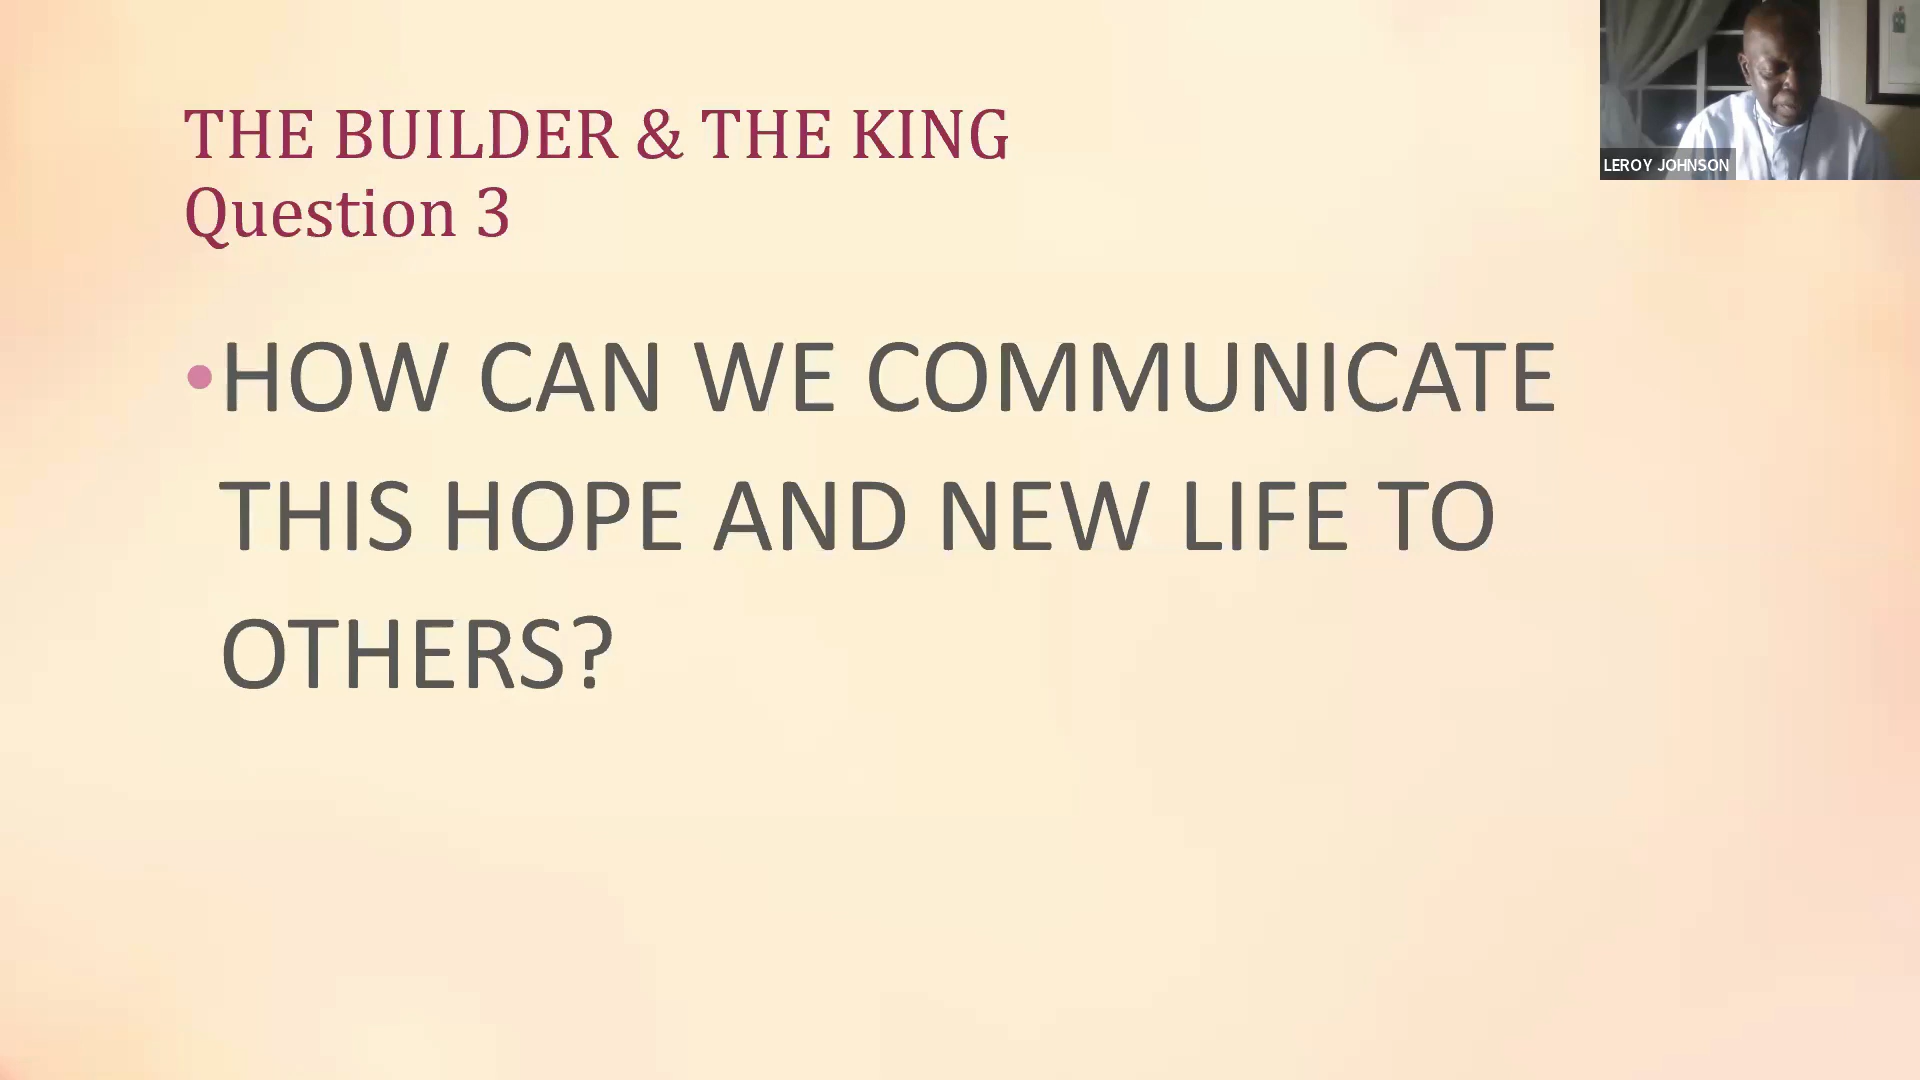 THE BUILDER & THE KING
Question 3
•HOW CAN WE COMMUNICATE
THIS HOPE AND NEW LIFE TO
OTHERS?
LEROY JOHNSON